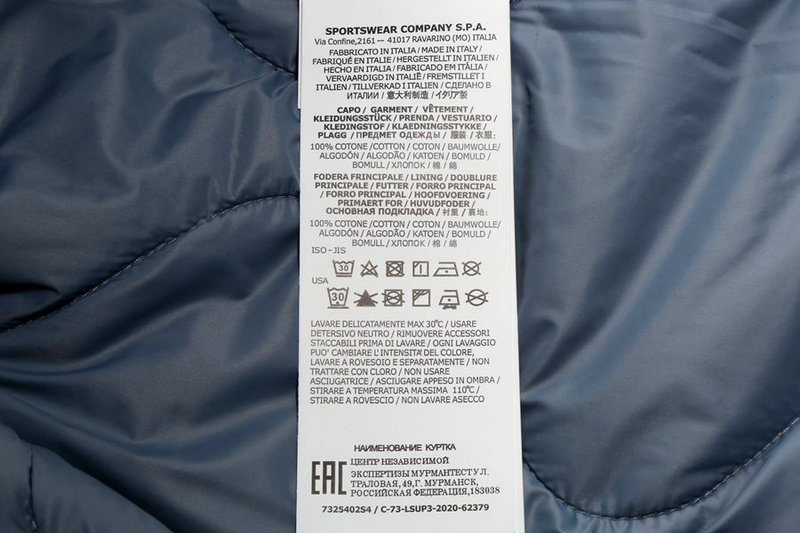 SPORTSWEAR COMPANY S.P.A.
Via Confine,2161 -- 41017 RAVARINO (MO) ITALIA
FABBRICATO IN ITALIA / MADE IN ITALY /
FABRIQUÉ EN ITALIE / HERGESTELLT IN ITALIEN /
HECHO EN ITALIA / FABRICADO EM ITÁLIA /
VERVAARDIGD IN ITALIË / FREMSTILLET I
ITALIEN / TILLVERKAD I ITALIEN / СДЕЛАНО В
ИТАЛИИ / 意大利制造 / イタリア製
CAPO / GARMENT / VÊTEMENT /
KLEIDUNGSSTÜCK / PRENDA / VESTUARIO /
KLEDINGSTOF / KLAEDNINGSSTYKKE /
PLAGG / ПРЕДМЕТ ОДЕЖДЫ / 服装 / 衣服:
100% COTONE /COTTON / COTON / BAUMWOLLE/
ALGODÓN / ALGODÃO / KATOEN / BOMULD /
BOMULL / ХЛОПОК / 棉 / 綿
FODERA PRINCIPALE / LINING / DOUBLURE
PRINCIPALE / FUTTER / FORRO PRINCIPAL
/ FORRO PRINCIPAL / HOOFDVOERING /
PRIMAERT FOR / HUVUDFODER /
ОСНОВНАЯ ПОДКЛАДКА / 衬里 / 裏地:
100% COTONE /COTTON / COTON / BAUMWOLLE/
ALGODÓN / ALGODÃO / KATOEN / BOMULD /
BOMULL / ХЛОПОК / 棉 / 綿
ISO-JIS
30
USA
30
LAVARE DELICATAMENTE MAX 30°C / USARE
DETERSIVO NEUTRO / RIMUOVERE ACCESSORI
STACCABILI PRIMA DI LAVARE / OGNI LAVAGGIO
PUO' CAMBIARE L'INTENSITA' DEL COLORE,
LAVARE A ROVESOIO E SEPARATAMENTE / NON
TRATTARE CON CLORO / NON USARE
ASCIUGATRICE / ASCIUGARE APPESO IN OMBRA /
STIRARE A TEMPERATURA MASSIMA 110°C /
STIRARE A ROVESCIO / NON LAVARE ASECCO
НАИМЕНОВАНИЕ КУРТКА
EAC
ЦЕНТР НЕЗАВИСИМОЙ
ЭКСПЕРТИЗЫ МУРМАНТЕСТ УЛ.
ТРАЛОВАЯ, 49, Г. МУРМАНСК,
РОССИЙСКАЯ ФЕДЕРАЦИЯ,183038
7325402S4 / C-73-LSUP3-2020-62379